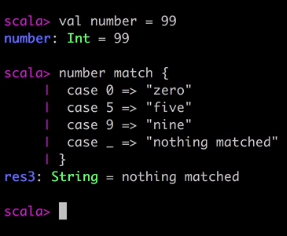 scala> val number = 99
number: Int = 99
scala> number match {
     |  case 0 => "zero"
     |  case 5 => "five"
     |  case 9 => "nine"
     |  case _ => "nothing matched"
     | }
res3: String = nothing matched
scala>